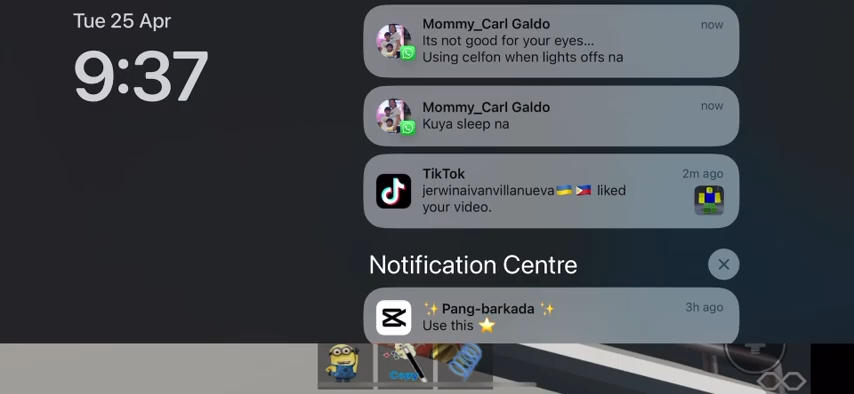 Tue 25 Apr
9:37
Mommy_Carl Galdo
now
Its not good for your eyes...
Using celfon when lights offs na
Mommy_Carl Galdo
now
Kuya sleep na
TikTok
2m ago
jerwinaivanvillanueva🇺🇦🇵🇭 liked
your video.
Notification Centre
✨ Pang-barkada ✨
3h ago
Use this ⭐
Copy